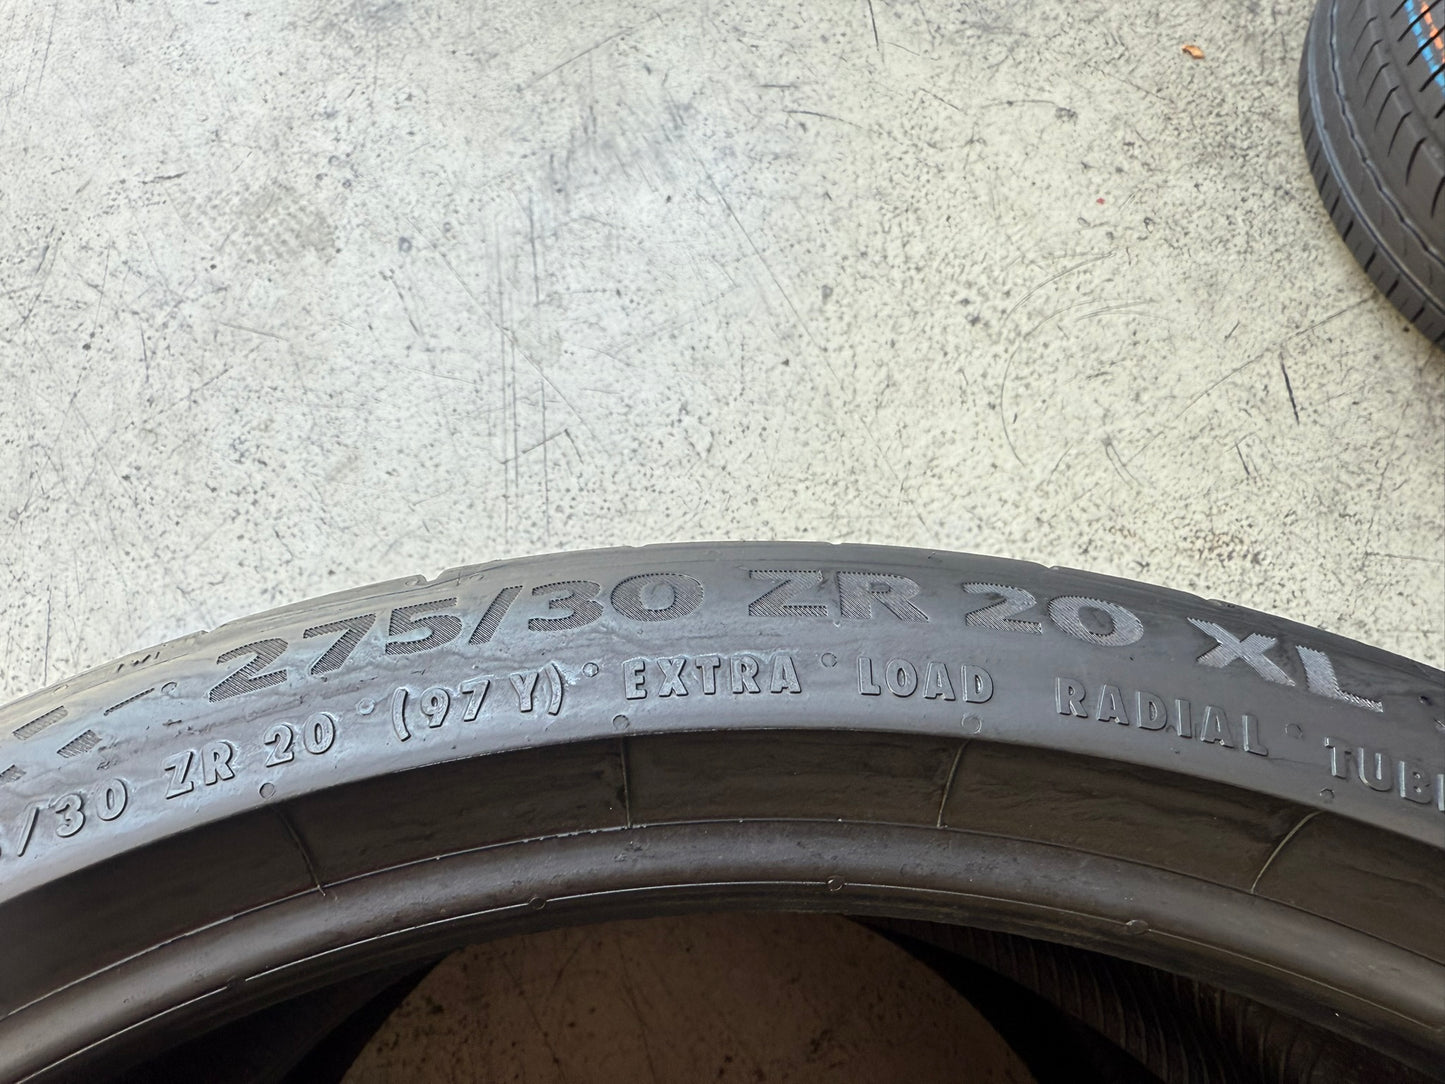 275/30 ZR 20 XL
/30 ZR 20 (97 Y) EXTRA LOAD RADIAL